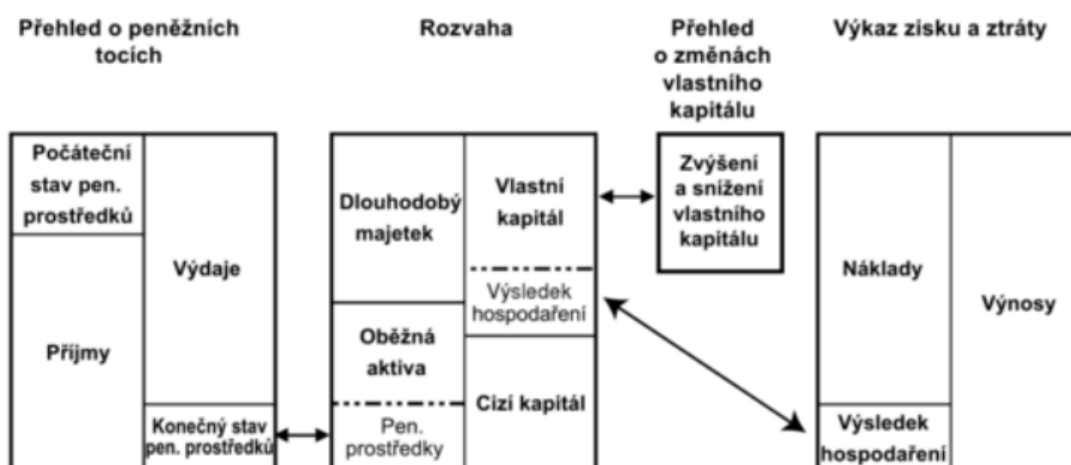 Přehled o peněžních
tocích
Rozvaha
Přehled
o změnách
vlastního
kapitálu
Výkaz zisku a ztráty
Počáteční
stav pen.
prostředků
Příjmy
Výdaje
Konečný stav
pen. prostředků
Dlouhodobý
majetek
Oběžná
aktiva
Pen.
prostředky
Vlastní
kapitál
Výsledek
hospodaření
Cizí kapitál
Zvýšení
a snížení
vlastního
kapitálu
Náklady
Výsledek
hospodaření
Výnosy